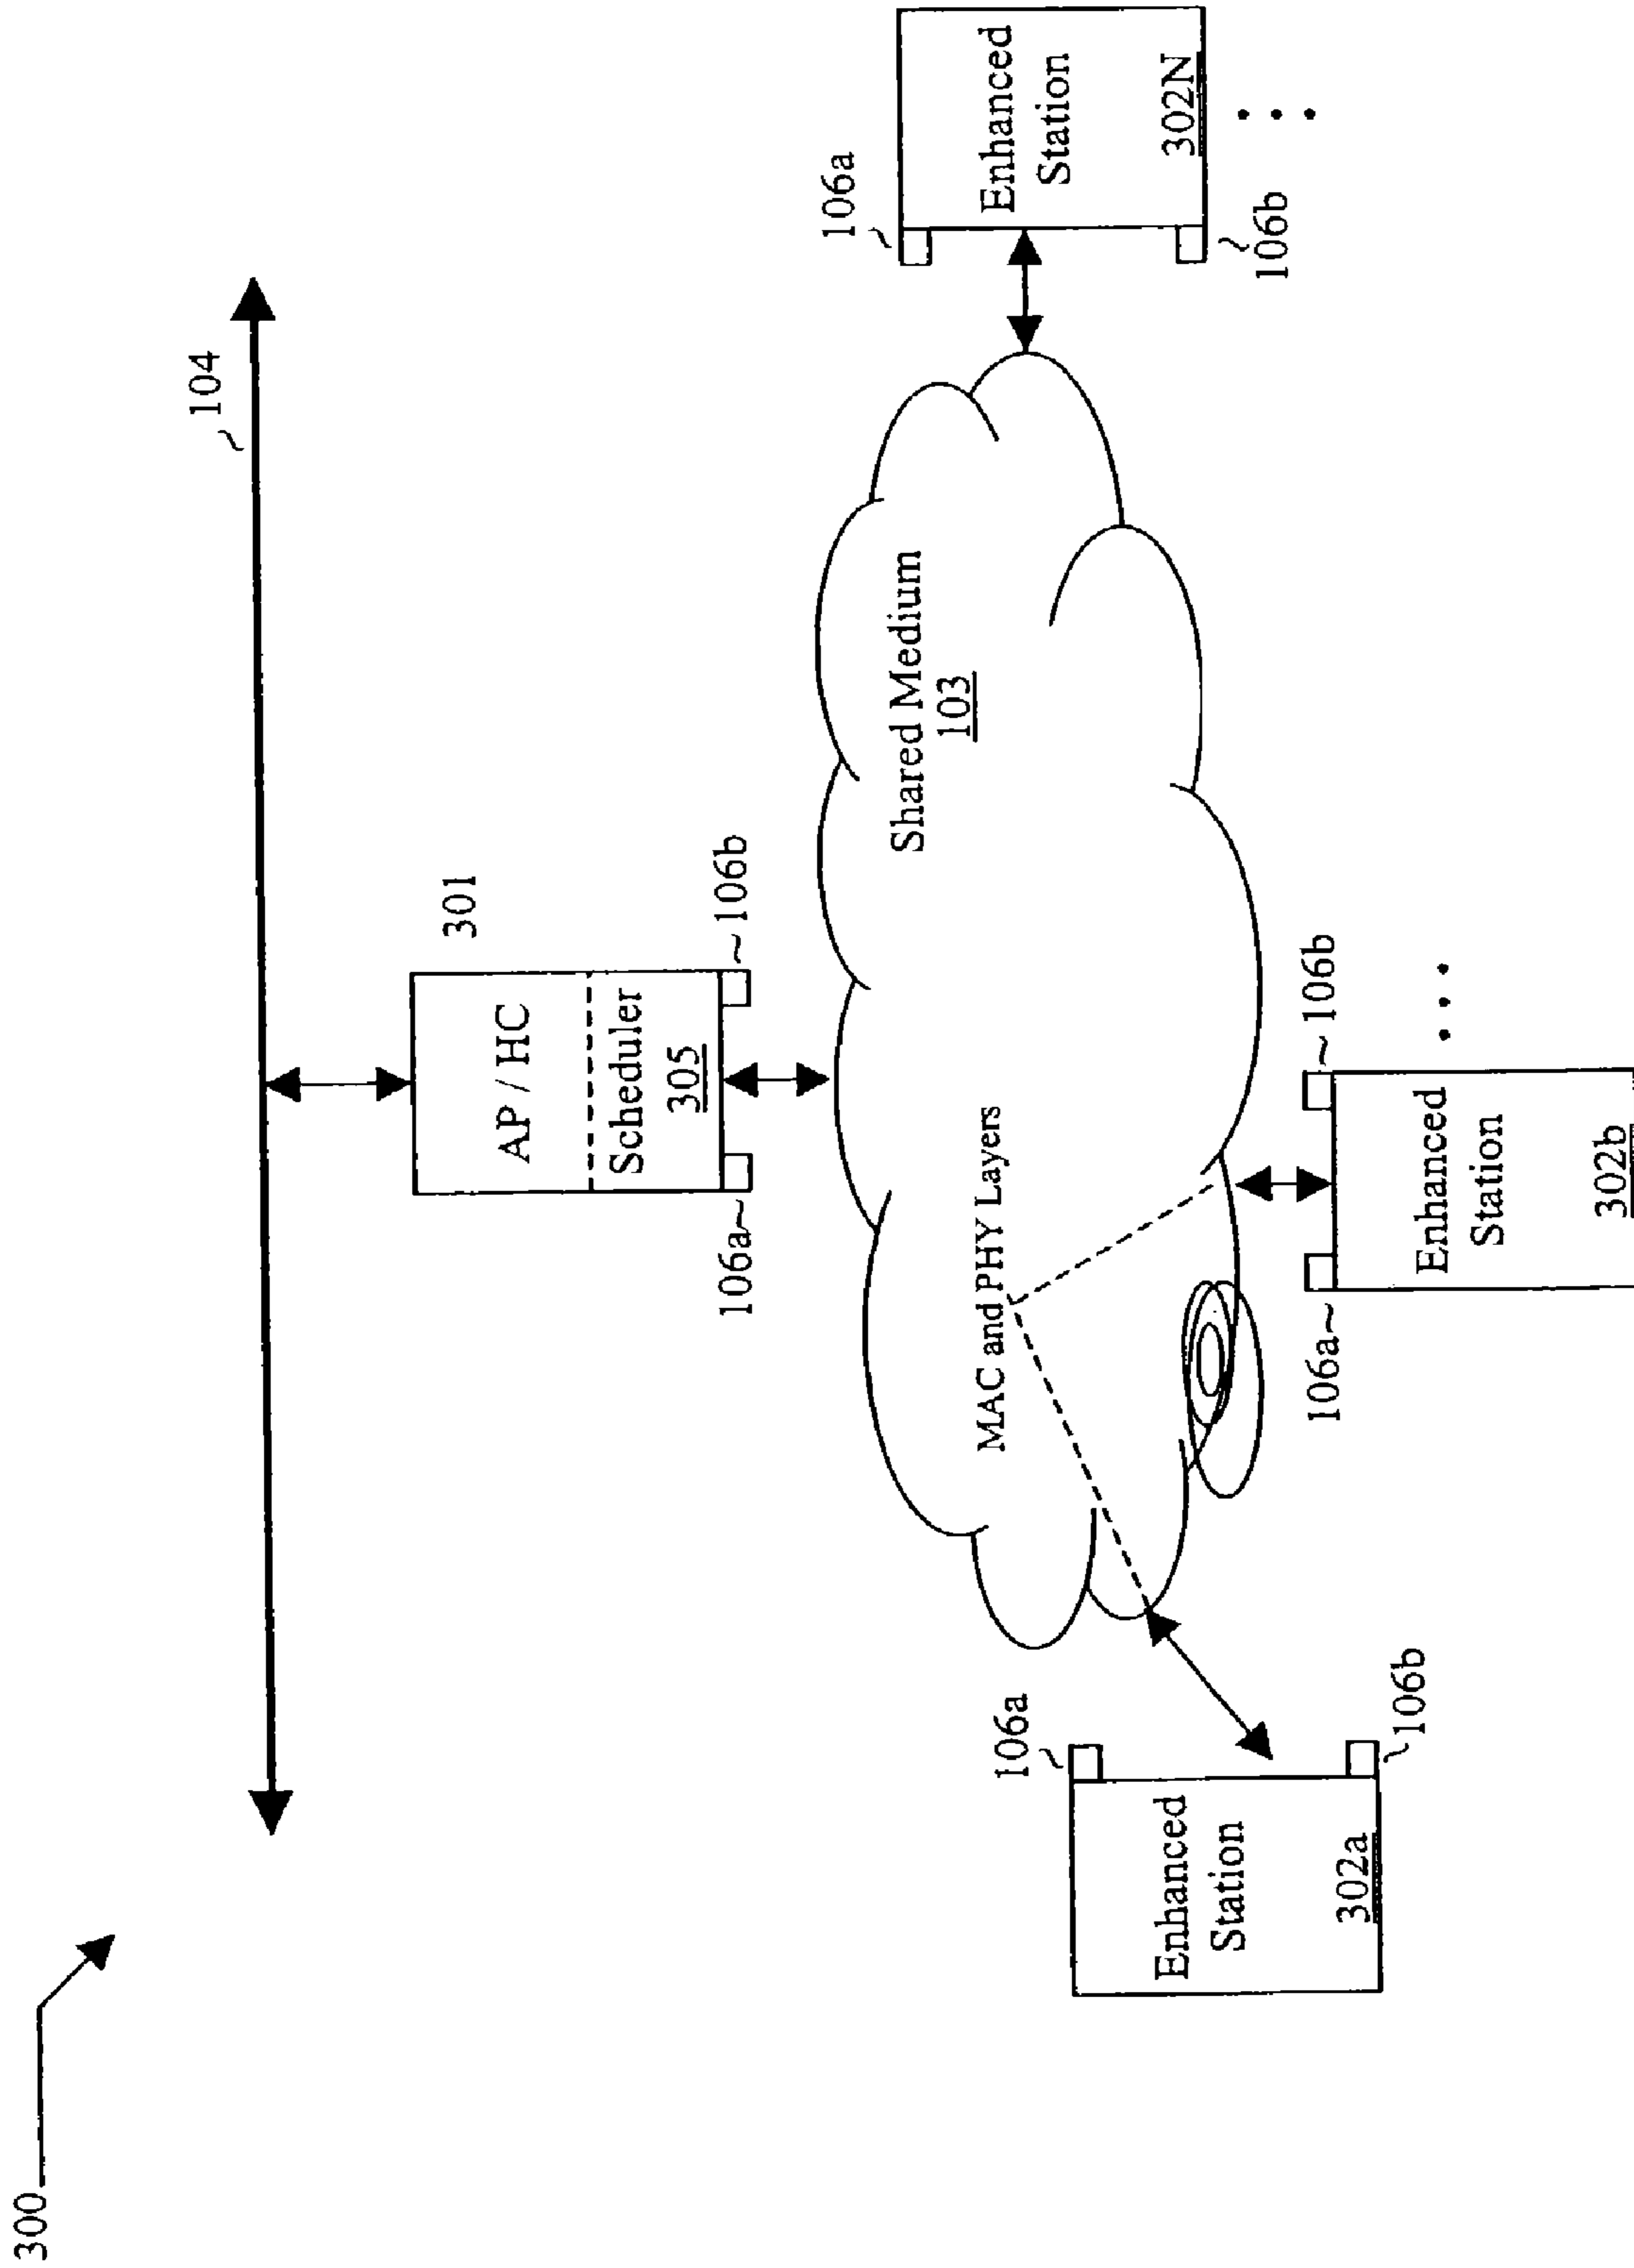 300
104
301
AP / HC
Scheduler
305
106a
106b
Shared Medium
103
MAC and PHY Layers
106a
Enhanced
Station
302a
106b
106a
106b
Enhanced
Station
302b
...
106a
Enhanced
Station
302N
106b
...